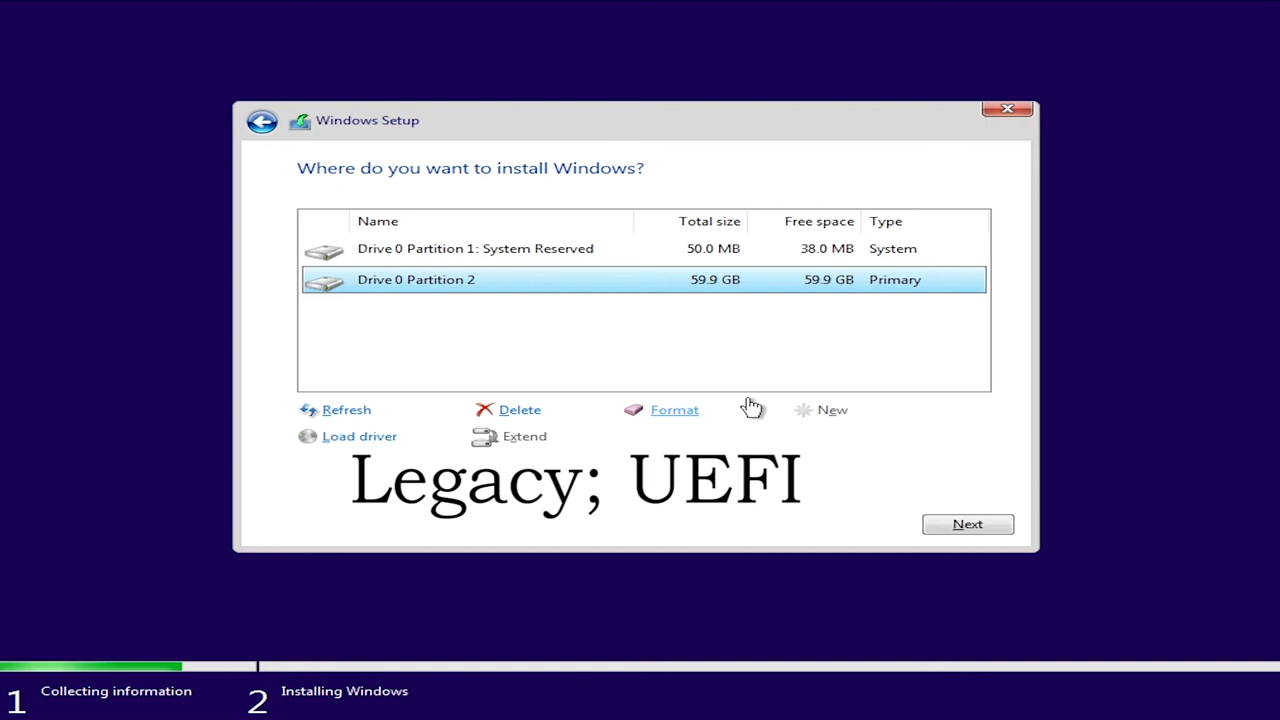 Windows Setup
Where do you want to install Windows?
Name Total size Free space Type
Drive 0 Partition 1: System Reserved 50.0 MB 38.0 MB System
Drive 0 Partition 2 59.9 GB 59.9 GB Primary
Refresh Delete Format New
Load driver Extend
Legacy; UEFI
Next
1 Collecting information 2 Installing Windows